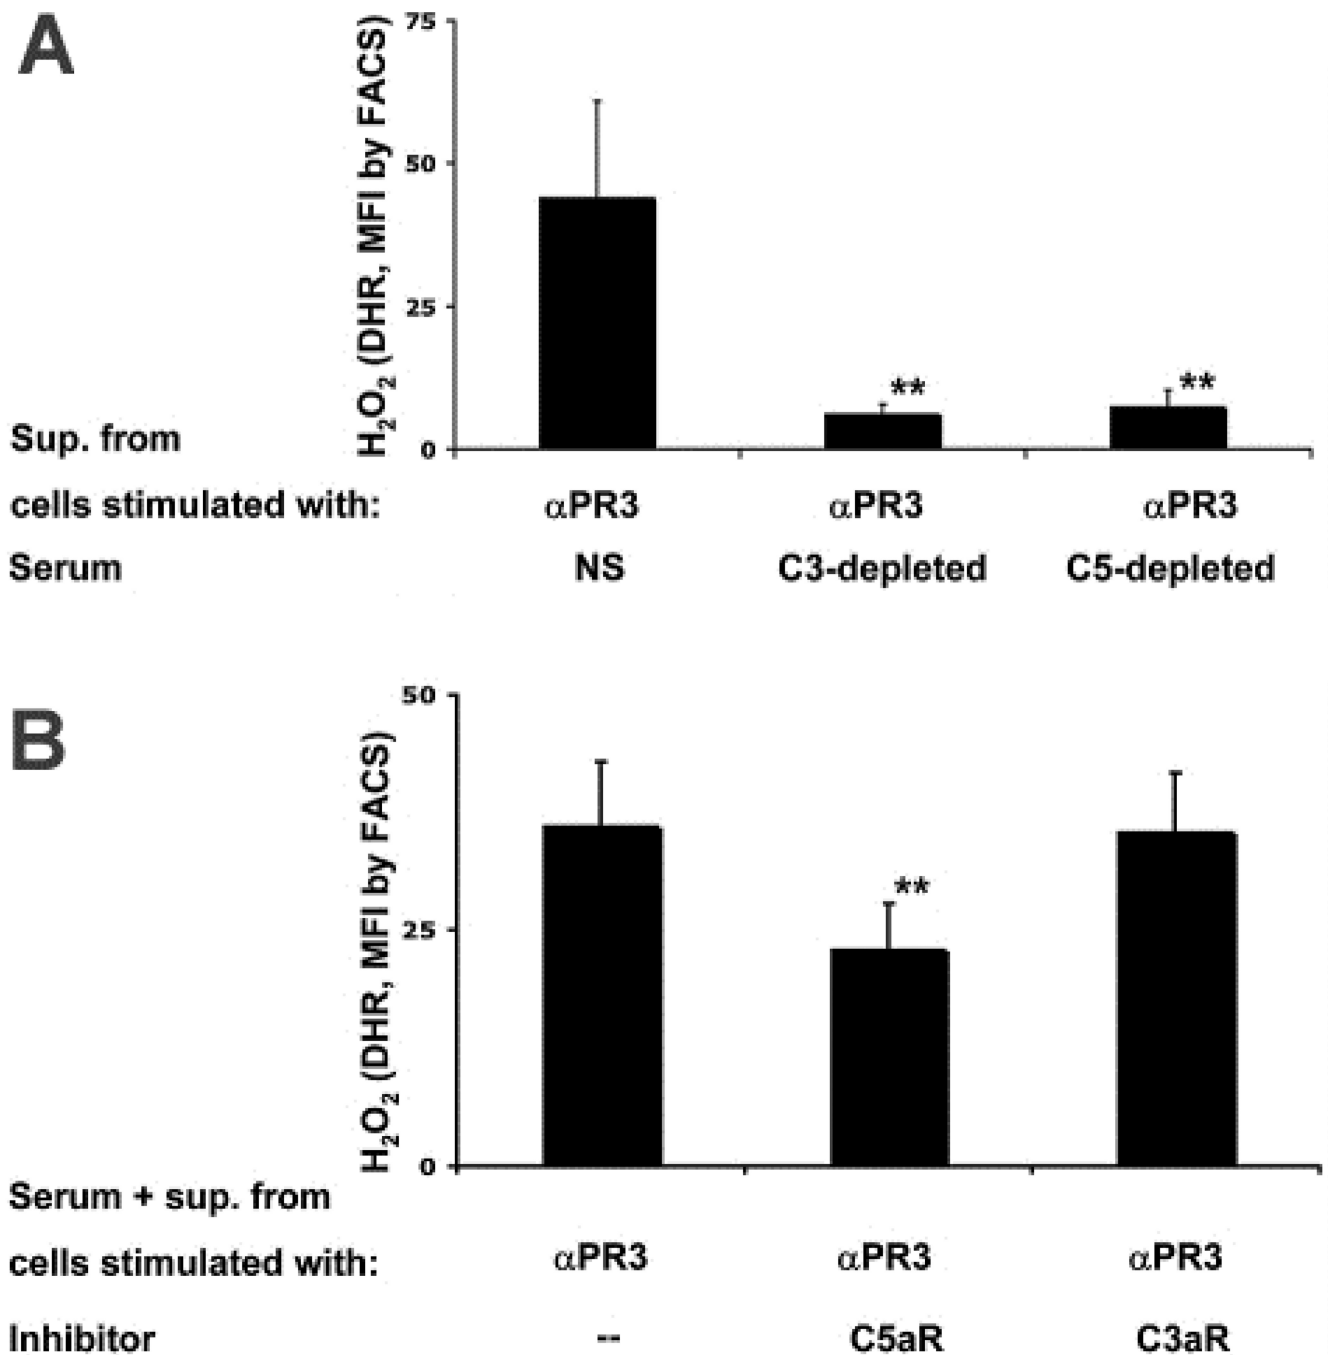 A
H2O2 (DHR, MFI by FACS)
75
50
25
0
**
**
Sup. from
cells stimulated with: αPR3 αPR3 αPR3
Serum NS C3-depleted C5-depleted
B
H2O2 (DHR, MFI by FACS)
50
25
0
**
Serum + sup. from
cells stimulated with: αPR3 αPR3 αPR3
Inhibitor -- C5aR C3aR